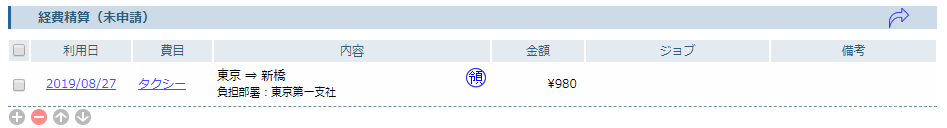 経費精算（未申請）
利用日 費目 内容 金額 ジョブ 備考
2019/08/27 タクシー 東京 ⇒ 新橋 領 ¥980
負担部署：東京第一支社